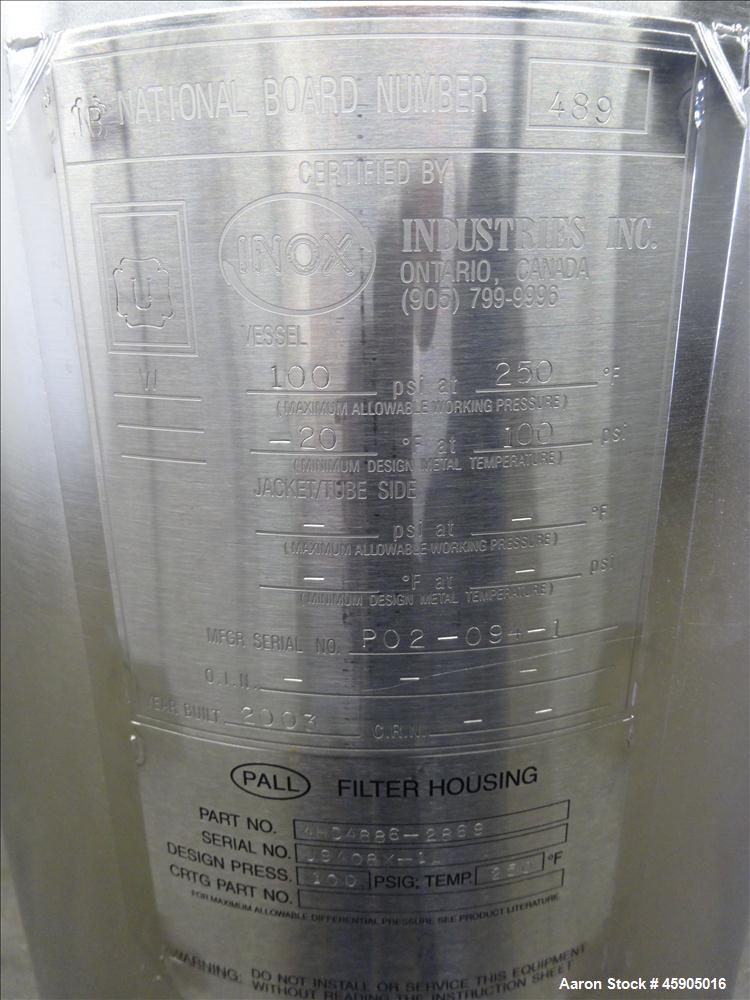 NATIONAL BOARD NUMBER 489
CERTIFIED BY
U
INOX
INDUSTRIES INC.
ONTARIO, CANADA
(905) 799-9996
VESSEL
W 100 psi at 250 °F
(MAXIMUM ALLOWABLE WORKING PRESSURE)
-20 °F at 100 psi
(MINIMUM DESIGN METAL TEMPERATURE)
JACKET/TUBE SIDE
— psi at — °F
(MAXIMUM ALLOWABLE WORKING PRESSURE)
— °F at — psi
(MINIMUM DESIGN METAL TEMPERATURE)
MFGR SERIAL NO. P02-094-1
O.I.N. — — —
YEAR BUILT 2003 C.R.N. — —
PALL FILTER HOUSING
PART NO. 4HD4886-2869
SERIAL NO.
DESIGN PRESS. 100 PSIG; TEMP. 250 °F
CRTG PART NO.
FOR MAXIMUM ALLOWABLE DIFFERENTIAL PRESSURE SEE PRODUCT LITERATURE
WARNING: DO NOT INSTALL OR SERVICE THIS EQUIPMENT
WITHOUT READING THE INSTRUCTION SHEET
Aaron Stock # 45905016